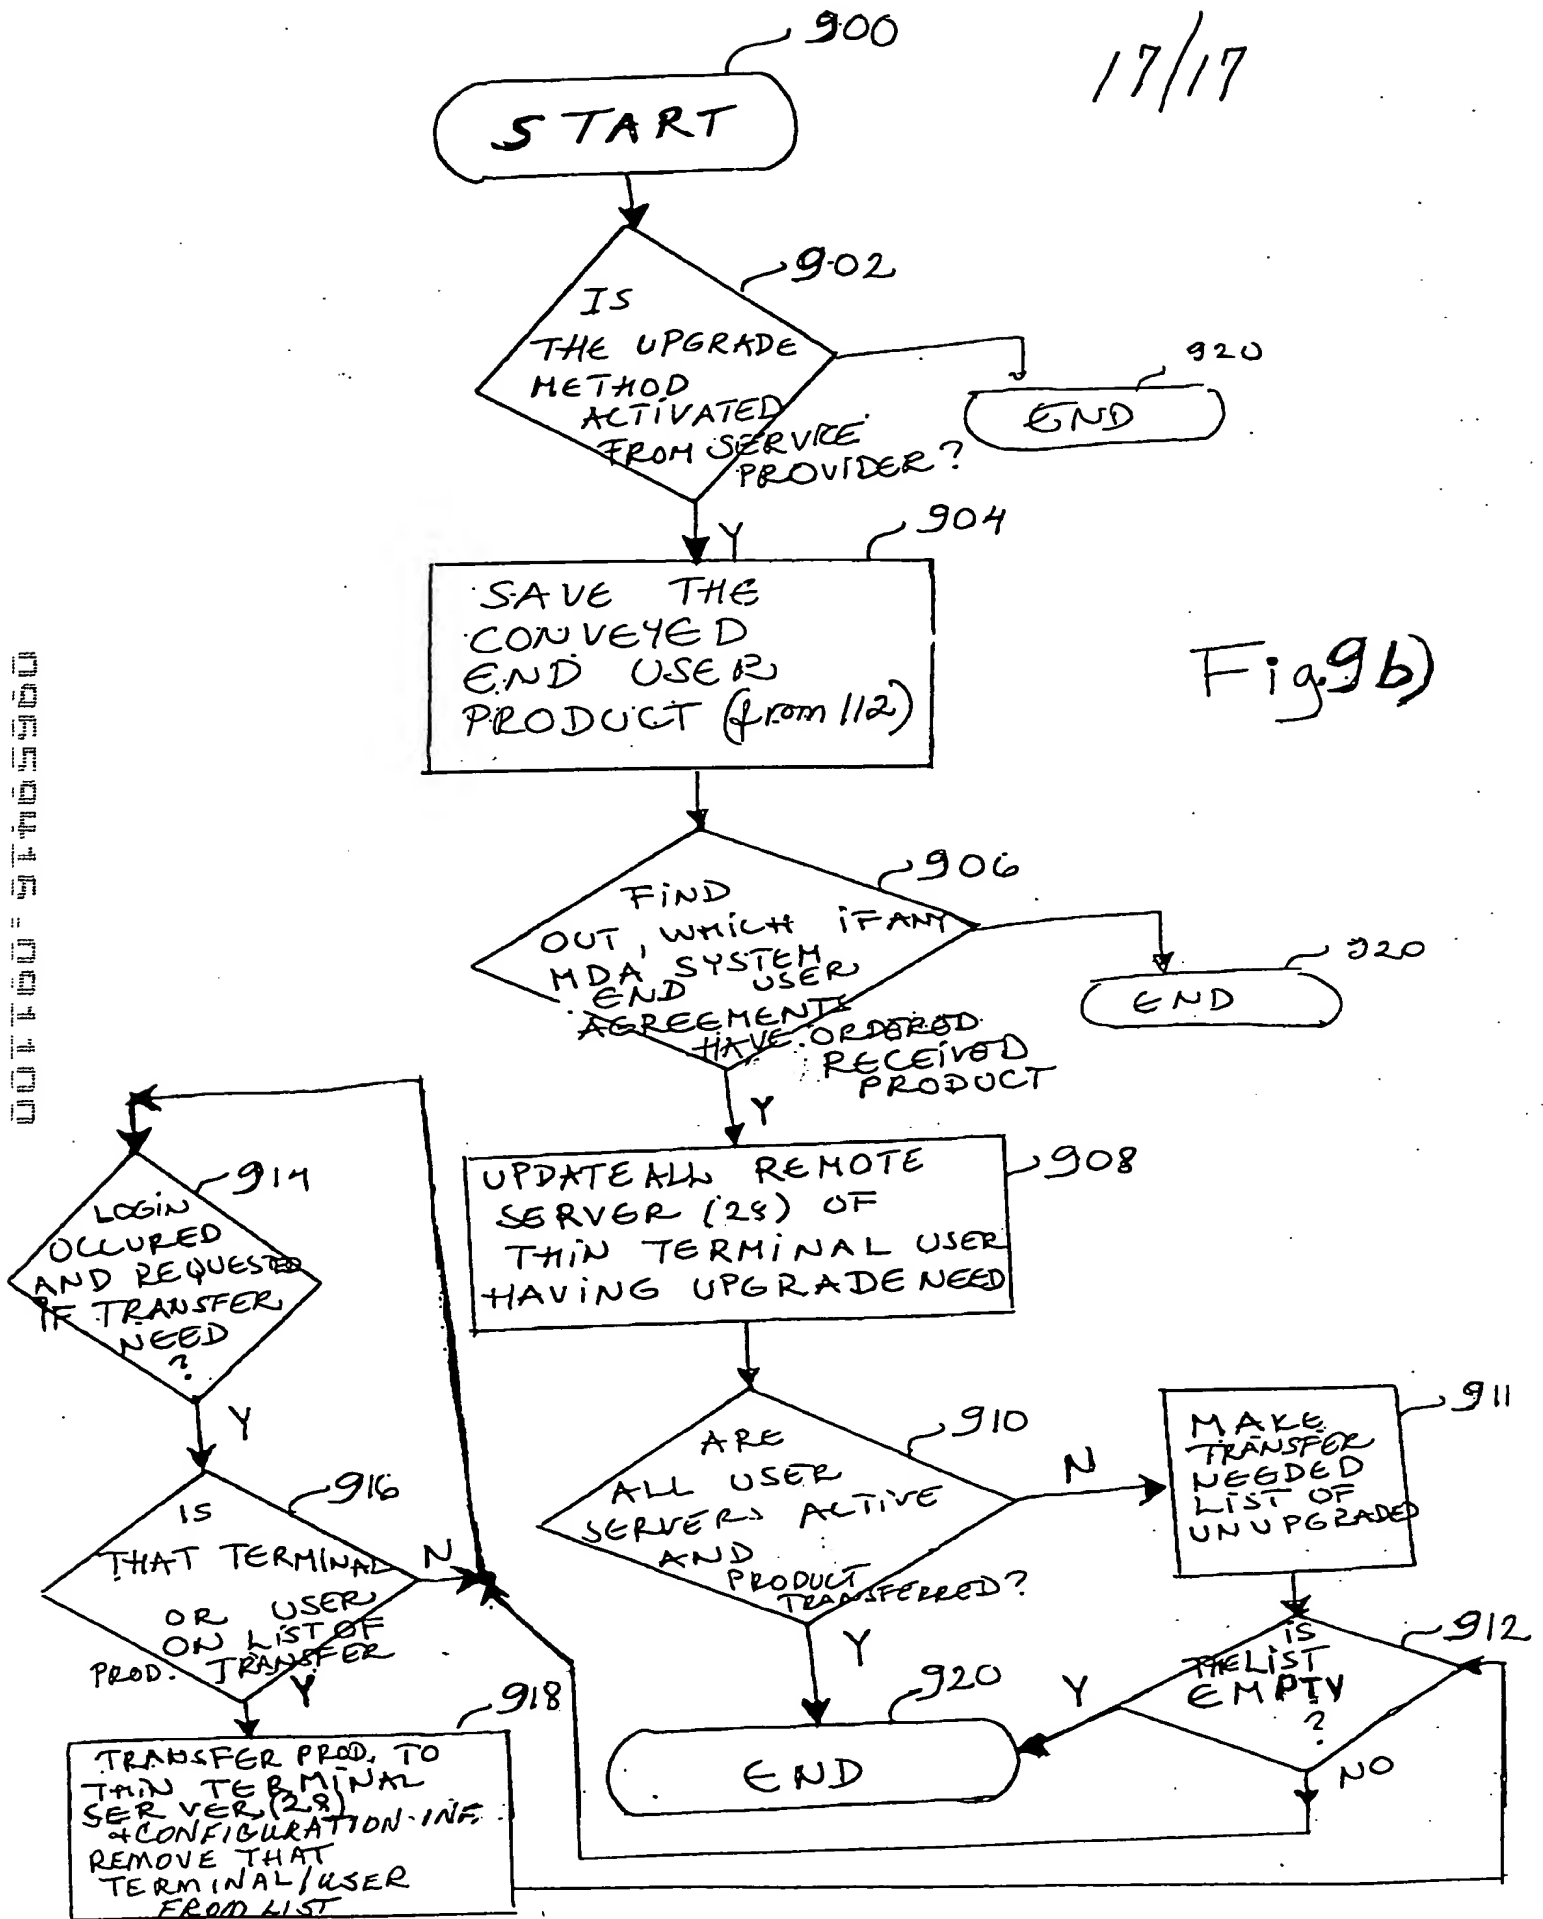 900
17/17
START
902
IS
THE UPGRADE
METHOD
ACTIVATED
FROM SERVICE
PROVIDER?
920
END
Y
904
SAVE THE
CONVEYED
END USER
PRODUCT (from 112)
Fig.9b)
906
FIND
OUT, WHICH IF ANY
MDA SYSTEM
END USER
AGREEMENTS
HAVE ORDERED
RECEIVED
PRODUCT
920
END
Y
908
UPDATE ALL REMOTE
SERVER (28) OF
THIN TERMINAL USER
HAVING UPGRADE NEED
914
LOGIN
OCCURED
AND REQUESTED
IF TRANSFER
NEED
?
Y
910
ARE
ALL USER
SERVERS ACTIVE
AND
PRODUCT
TRANSFERRED?
N
911
MAKE
TRANSFER
NEEDED
LIST OF
UNUPGRADED
916
IS
THAT TERMINAL
OR USER
ON LIST OF
PROD. TRANSFER
N
Y
Y
912
IS
THE LIST
EMPTY
?
Y
NO
920
END
918
TRANSFER PROD. TO
THIN TERMINAL
SERVER (28)
+CONFIGURATION-INF.
REMOVE THAT
TERMINAL/USER
FROM LIST